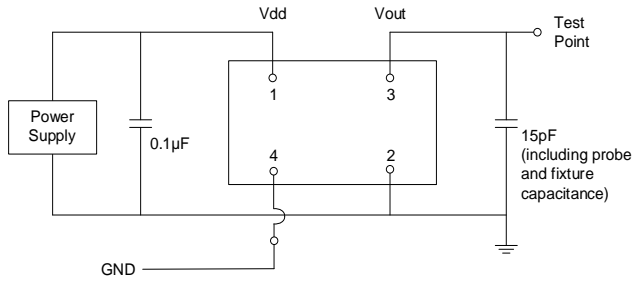 Vdd
Vout
Test
Point
1
3
Power
Supply
0.1µF
15pF
(including probe
and fixture
capacitance)
4
2
GND